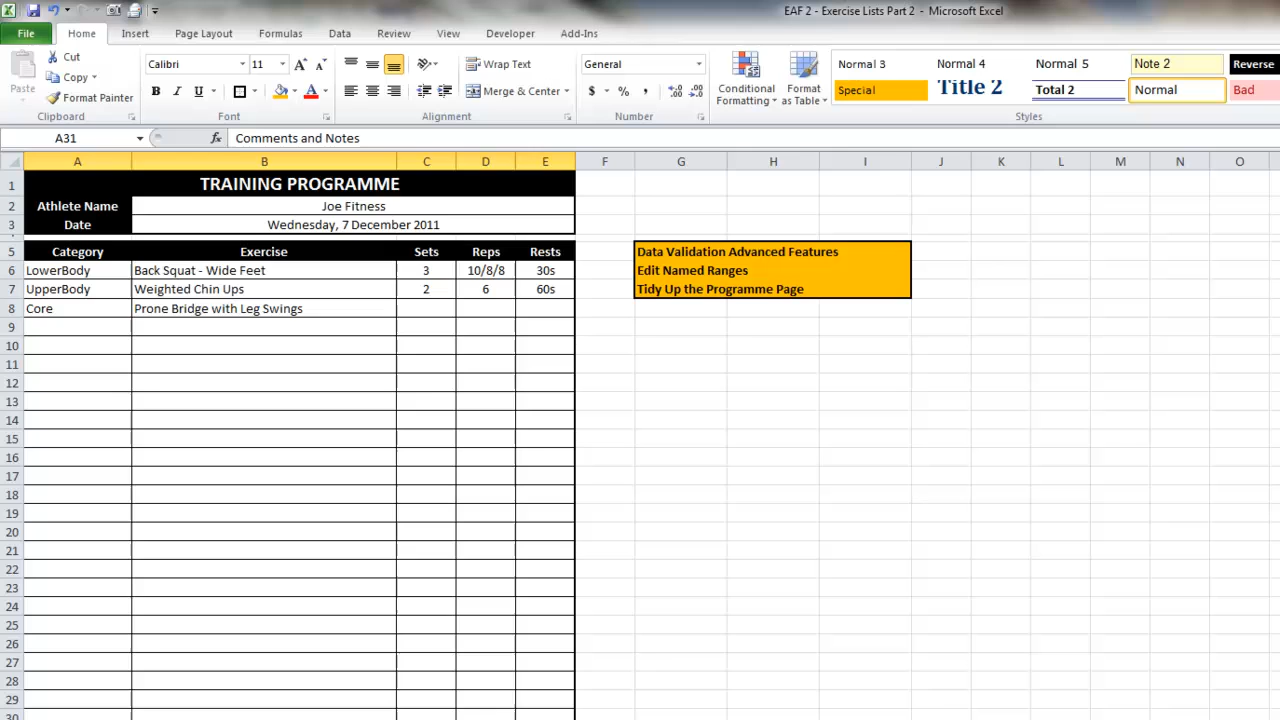 EAF 2 - Exercise Lists Part 2 - Microsoft Excel
File Home Insert Page Layout Formulas Data Review View Developer Add-Ins
Paste
Cut
Copy
Format Painter
Clipboard
Calibri 11 A A
B I U A
Font
Wrap Text
Merge & Center
Alignment
General
$ % , .0 .00 .00 .0
Number
Conditional Formatting
Format as Table
Normal 3 Normal 4 Normal 5 Note 2 Reverse
Special Title 2 Total 2 Normal Bad
Styles
A31 fx Comments and Notes
A B C D E F G H I J K L M N O
1 TRAINING PROGRAMME
2 Athlete Name Joe Fitness
3 Date Wednesday, 7 December 2011
5 Category Exercise Sets Reps Rests Data Validation Advanced Features
6 LowerBody Back Squat - Wide Feet 3 10/8/8 30s Edit Named Ranges
7 UpperBody Weighted Chin Ups 2 6 60s Tidy Up the Programme Page
8 Core Prone Bridge with Leg Swings
9
10
11
12
13
14
15
16
17
18
19
20
21
22
23
24
25
26
27
28
29
30